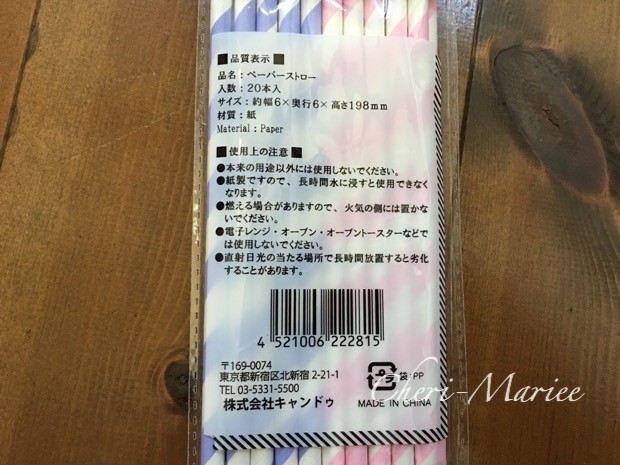 ■品質表示■
品名：ペーパーストロー
入数：20本入
サイズ：約幅6×奥行6×高さ198mm
材質：紙
Material：Paper
■使用上の注意■
●本来の用途以外には使用しないでください。
●紙製ですので、長時間水に浸すと使用できなく
なります。
●燃える場合がありますので、火気の側には置かな
いでください。
●電子レンジ・オーブン・オーブントースターなどで
は使用しないでください。
●直射日光の当たる場所で長時間放置すると劣化
することがあります。
4 521006 222815
〒169-0074
東京都新宿区北新宿 2-21-1
TEL 03-5331-5500
株式会社キャンドゥ
プラ 袋：PP
MADE IN CHINA
Cheri-Mariee